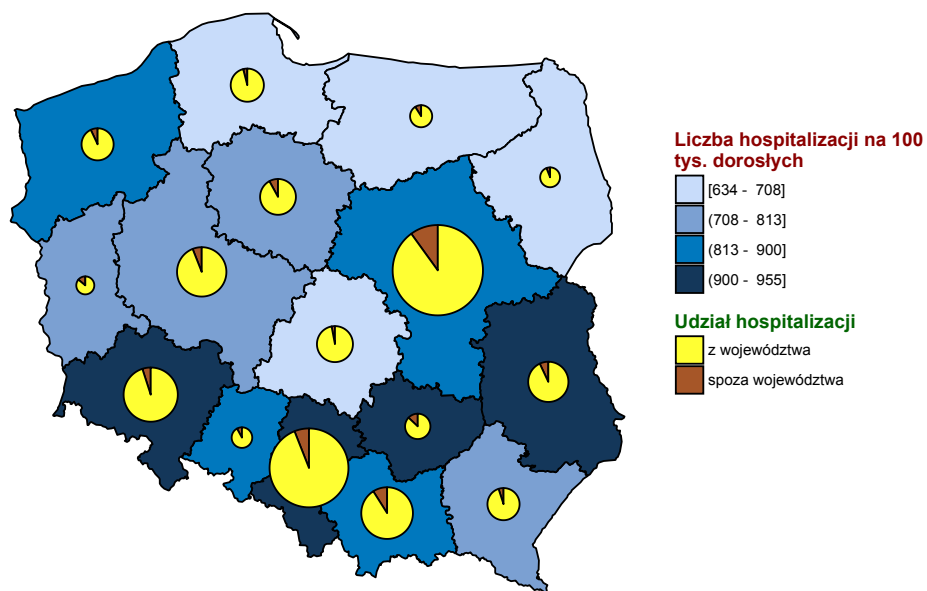 Liczba hospitalizacji na 100
tys. dorosłych
[634 - 708]
(708 - 813]
(813 - 900]
(900 - 955]
Udział hospitalizacji
z województwa
spoza województwa